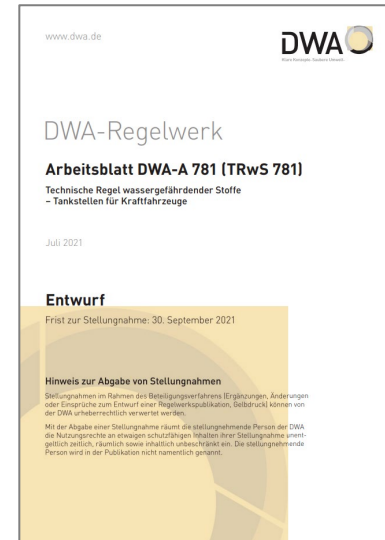 www.dwa.de
DWA
Klare Konzepte. Saubere Umwelt.
DWA-Regelwerk
Arbeitsblatt DWA-A 781 (TRwS 781)
Technische Regel wassergefährdender Stoffe
– Tankstellen für Kraftfahrzeuge
Juli 2021
Entwurf
Frist zur Stellungnahme: 30. September 2021
Hinweis zur Abgabe von Stellungnahmen
Stellungnahmen im Rahmen des Beteiligungsverfahrens (Ergänzungen, Änderungen
oder Einsprüche zum Entwurf einer Regelwerkspublikation, Gelbdruck) können von
der DWA urheberrechtlich verwertet werden.
Mit der Abgabe einer Stellungnahme räumt die stellungnehmende Person der DWA
die Nutzungsrechte an etwaigen schutzfähigen Inhalten ihrer Stellungnahme unent-
geltlich zeitlich, räumlich sowie inhaltlich unbeschränkt ein. Die stellungnehmende
Person wird in der Publikation nicht namentlich genannt.